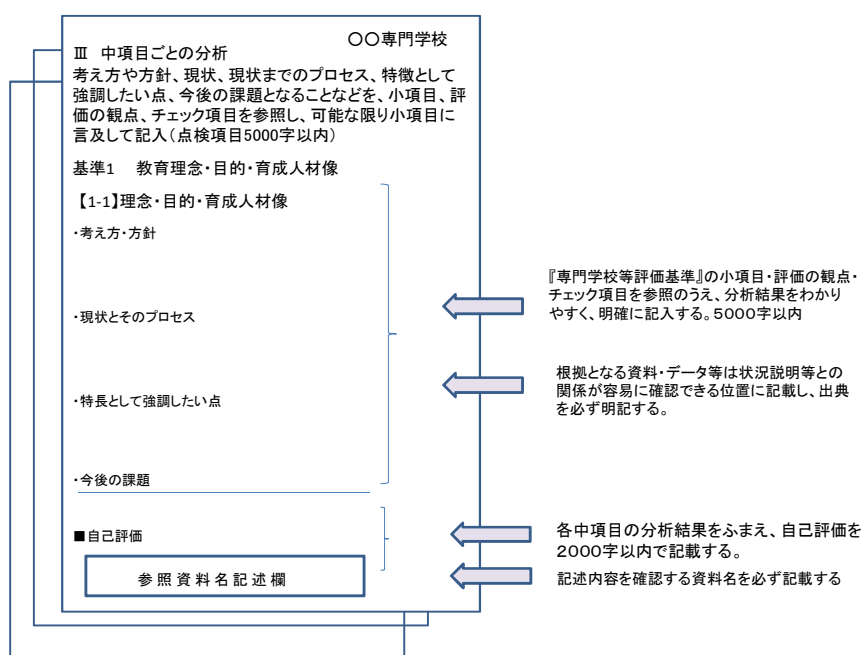 〇〇専門学校
Ⅲ 中項目ごとの分析
考え方や方針、現状、現状までのプロセス、特徴として
強調したい点、今後の課題となることなどを、小項目、評
価の観点、チェック項目を参照し、可能な限り小項目に
言及して記入(点検項目5000字以内)
基準1 教育理念・目的・育成人材像
【1-1】理念・目的・育成人材像
・考え方・方針
・現状とそのプロセス
・特長として強調したい点
・今後の課題
■自己評価
参照資料名記述欄
『専門学校等評価基準』の小項目・評価の観点・
チェック項目を参照のうえ、分析結果をわかり
やすく、明確に記入する。5000字以内
根拠となる資料・データ等は状況説明等との
関係が容易に確認できる位置に記載し、出典
を必ず明記する。
各中項目の分析結果をふまえ、自己評価を
2000字以内で記載する。
記述内容を確認する資料名を必ず記載する